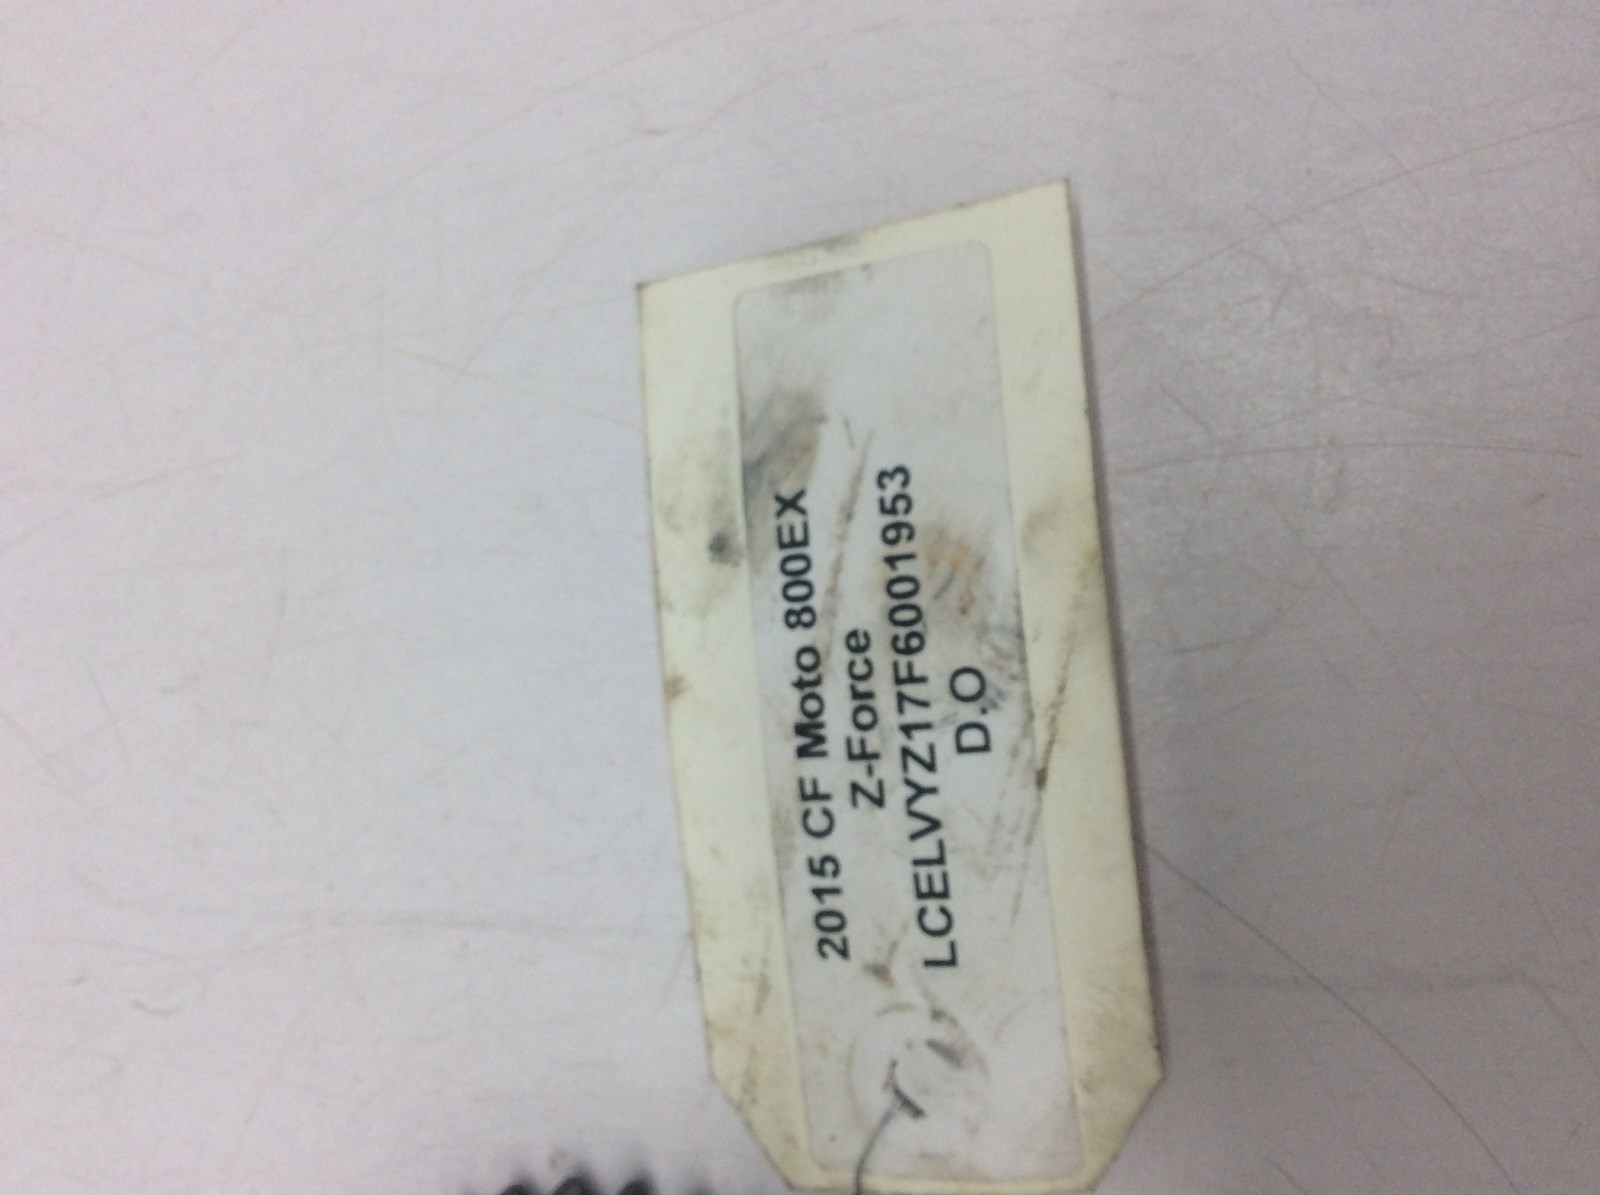 2015 CF Moto 800EX
Z-Force
LCELVYZ17F6001953
D.O